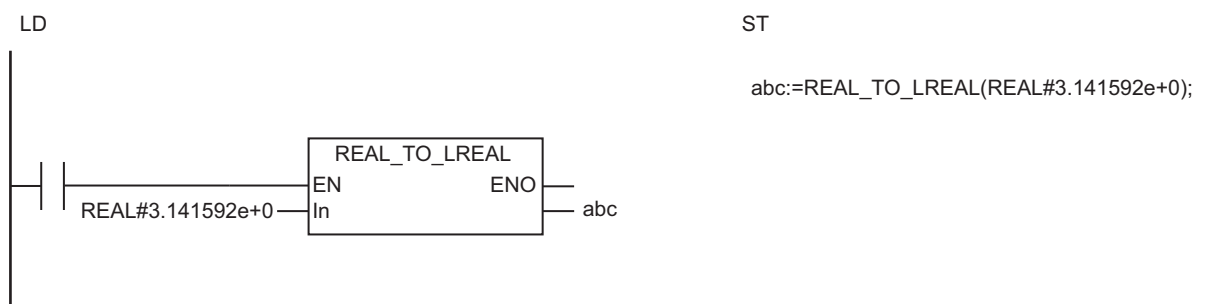 LD
ST
abc:=REAL_TO_LREAL(REAL#3.141592e+0);
REAL_TO_LREAL
EN ENO
REAL#3.141592e+0 In abc